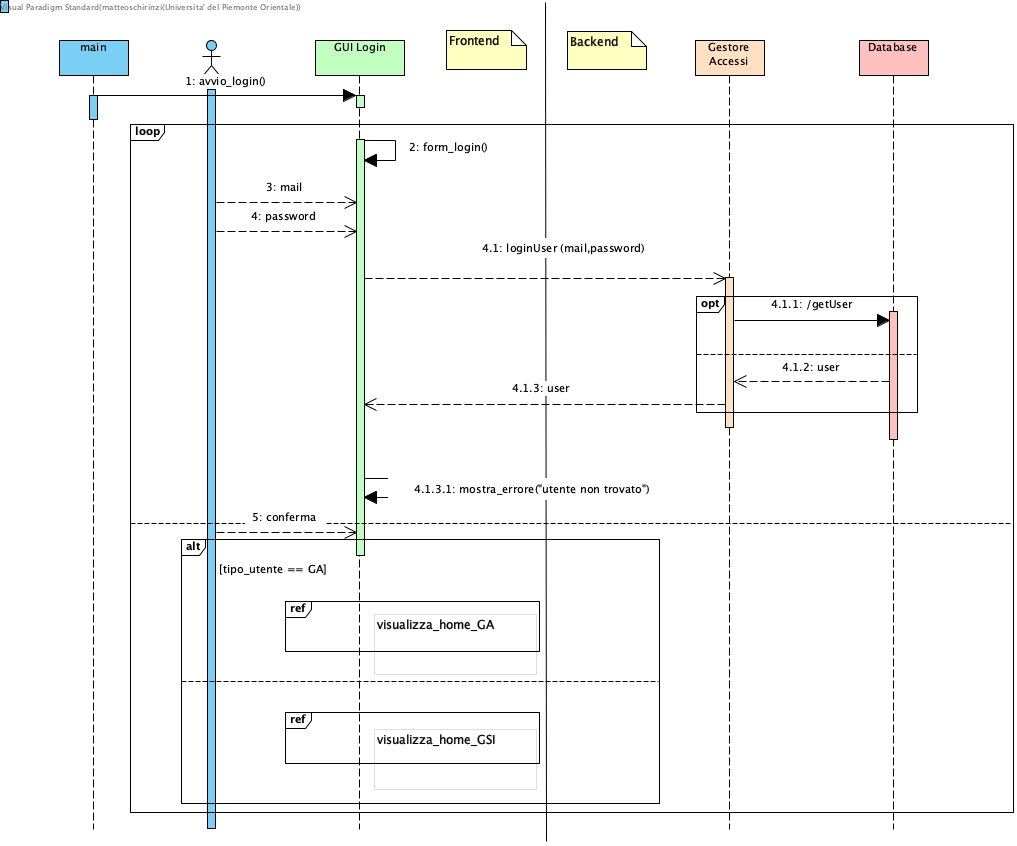 Visual Paradigm Standard(matteoschirinzi(Universita' del Piemonte Orientale))
main
GUI Login
Frontend
Backend
Gestore
Accessi
Database
1: avvio_login()
loop
2: form_login()
3: mail
4: password
4.1: loginUser (mail,password)
opt
4.1.1: /getUser
4.1.2: user
4.1.3: user
4.1.3.1: mostra_errore("utente non trovato")
5: conferma
alt
[tipo_utente == GA]
ref
visualizza_home_GA
ref
visualizza_home_GSI